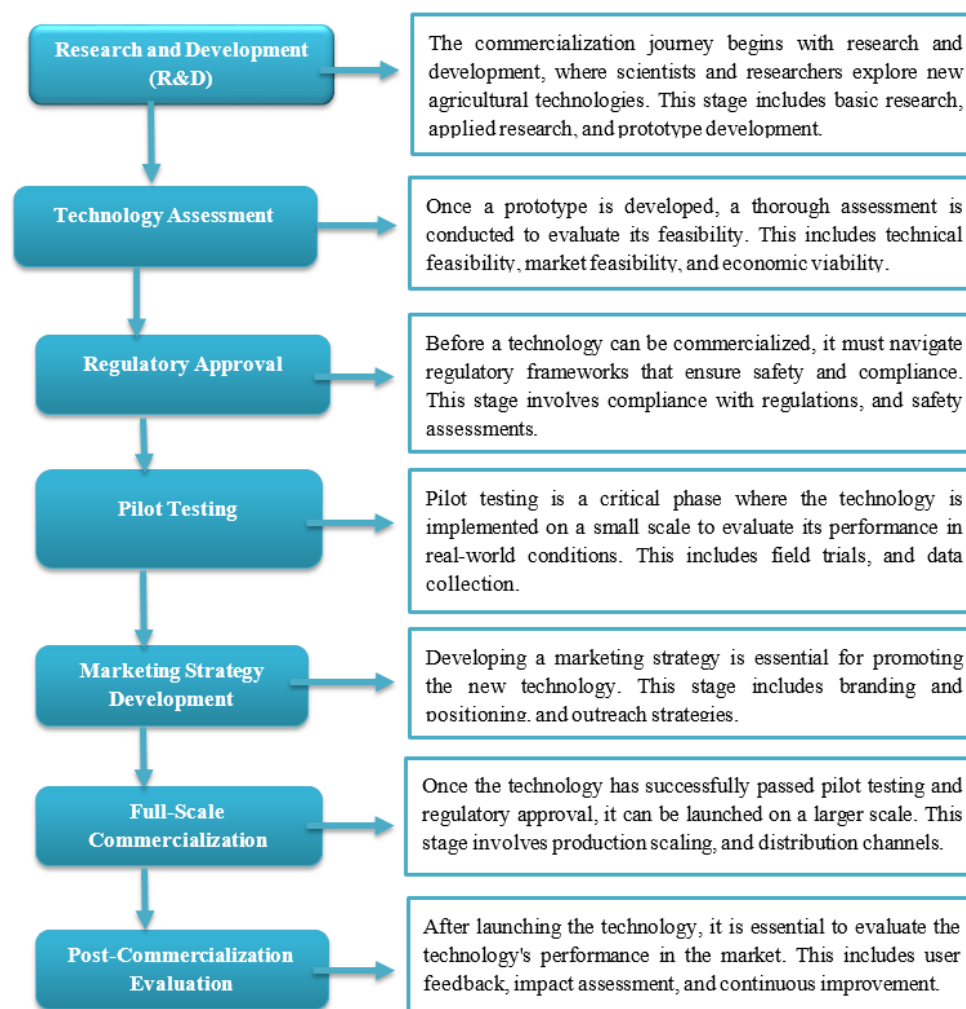 Research and Development
(R&D)
The commercialization journey begins with research and
development, where scientists and researchers explore new
agricultural technologies. This stage includes basic research,
applied research, and prototype development.
Technology Assessment
Once a prototype is developed, a thorough assessment is
conducted to evaluate its feasibility. This includes technical
feasibility, market feasibility, and economic viability.
Regulatory Approval
Before a technology can be commercialized, it must navigate
regulatory frameworks that ensure safety and compliance.
This stage involves compliance with regulations, and safety
assessments.
Pilot Testing
Pilot testing is a critical phase where the technology is
implemented on a small scale to evaluate its performance in
real-world conditions. This includes field trials, and data
collection.
Marketing Strategy
Development
Developing a marketing strategy is essential for promoting
the new technology. This stage includes branding and
positioning, and outreach strategies.
Full-Scale
Commercialization
Once the technology has successfully passed pilot testing and
regulatory approval, it can be launched on a larger scale. This
stage involves production scaling, and distribution channels.
Post-Commercialization
Evaluation
After launching the technology, it is essential to evaluate the
technology's performance in the market. This includes user
feedback, impact assessment, and continuous improvement.